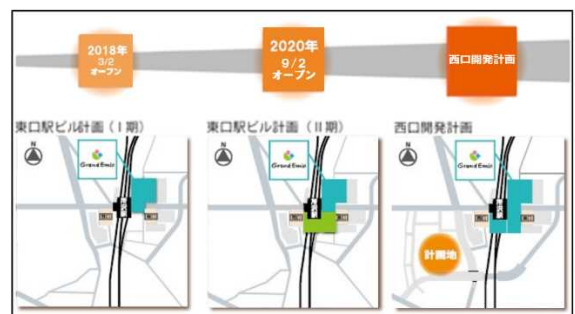 2018年
3/2
オープン
2020年
9/2
オープン
西口開発計画
東口駅ビル計画（Ⅰ期）
東口駅ビル計画（Ⅱ期）
西口開発計画
N
Grand Emio
N
Grand Emio
N
Grand Emio
計画地